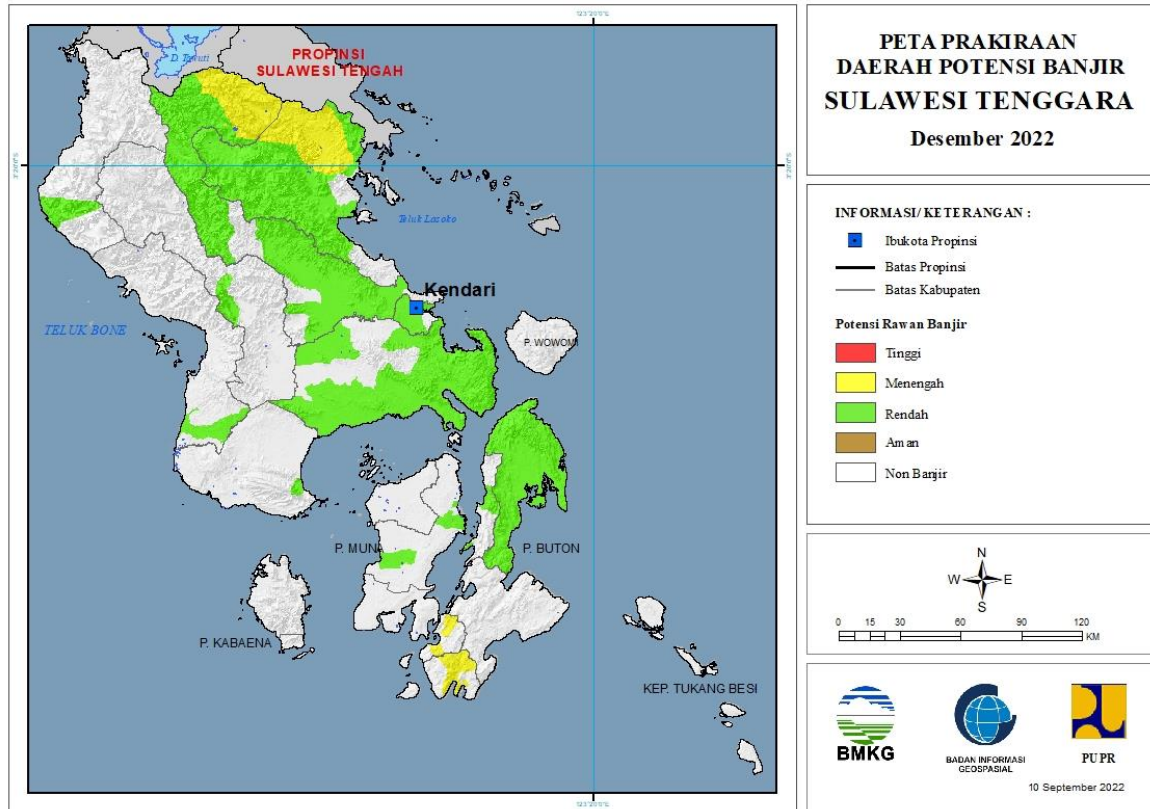 PROPINSI
SULAWESI TENGAH
D. Towuti
Teluk Lasolo
Kendari
TELUK BONE
P. WOWONI
P. MUNA
P. BUTON
P. KABAENA
KEP. TUKANG BESI
PETA PRAKIRAAN
DAERAH POTENSI BANJIR
SULAWESI TENGGARA
Desember 2022
INFORMASI/KETERANGAN :
Ibukota Propinsi
Batas Propinsi
Batas Kabupaten
Potensi Rawan Banjir
Tinggi
Menengah
Rendah
Aman
Non Banjir
N
W E
S
0 15 30 60 90 120
KM
BMKG
BADAN INFORMASI
GEOSPASIAL
PUPR
10 September 2022